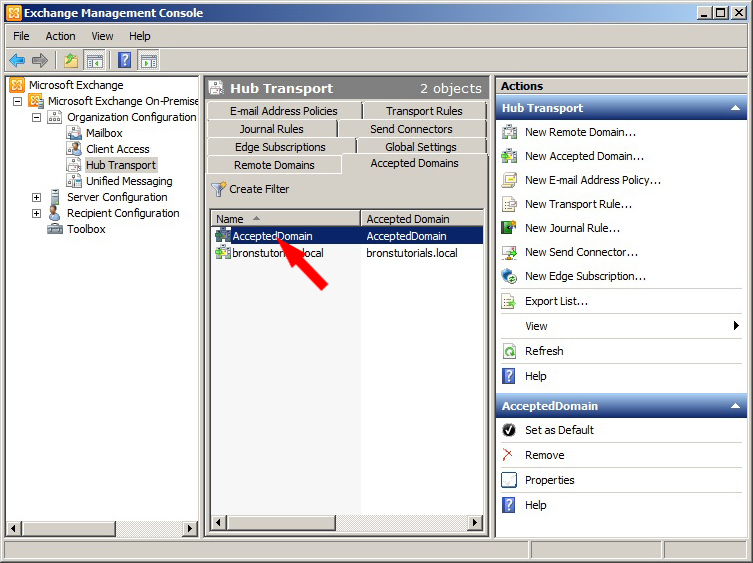 Exchange Management Console
File Action View Help
Microsoft Exchange
Microsoft Exchange On-Premise
Organization Configuration
Mailbox
Client Access
Hub Transport
Unified Messaging
Server Configuration
Recipient Configuration
Toolbox
Hub Transport 2 objects
E-mail Address Policies Transport Rules
Journal Rules Send Connectors
Edge Subscriptions Global Settings
Remote Domains Accepted Domains
Create Filter
Name Accepted Domain
AcceptedDomain AcceptedDomain
bronstutorials.local bronstutorials.local
Actions
Hub Transport
New Remote Domain...
New Accepted Domain...
New E-mail Address Policy...
New Transport Rule...
New Journal Rule...
New Send Connector...
New Edge Subscription...
Export List...
View
Refresh
Help
AcceptedDomain
Set as Default
Remove
Properties
Help